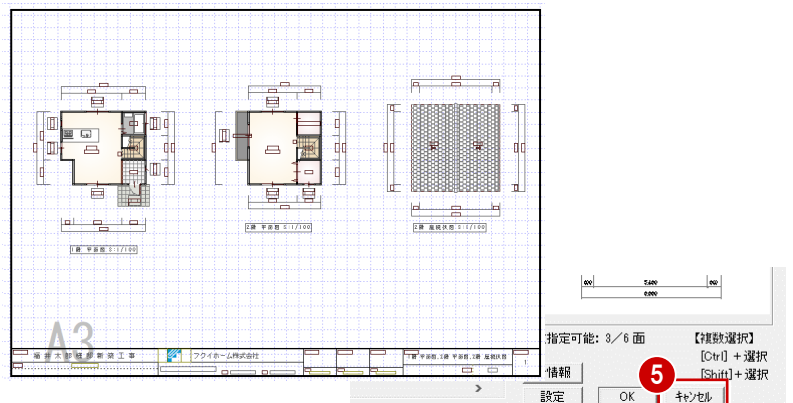 1階 平面図 S:1/100
2階 平面図 S:1/100
2階 屋根伏図 S:1/100
A3
福井太郎様邸新築工事
フクイホーム株式会社
1階 平面図,2階 平面図,2階 屋根伏図
1
指定可能: 3/6 面
【複数選択】
[Ctrl] + 選択
[Shift] + 選択
情報
5
設定
OK
キャンセル